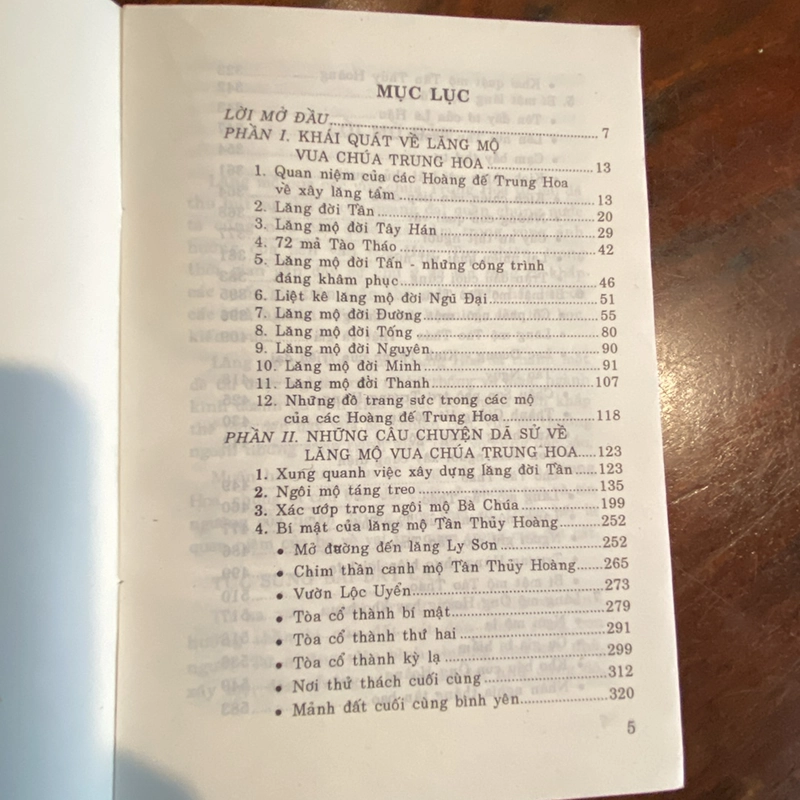 MỤC LỤC
LỜI MỞ ĐẦU................7
PHẦN I. KHÁI QUÁT VỀ LĂNG MỘ
VUA CHÚA TRUNG HOA................13
1. Quan niệm của các Hoàng đế Trung Hoa
về xây lăng tẩm................13
2. Lăng đời Tần................20
3. Lăng mộ đời Tây Hán................29
4. 72 mả Tào Tháo................42
5. Lăng mộ đời Tấn - những công trình
đáng khâm phục................46
6. Liệt kê lăng mộ đời Ngũ Đại................51
7. Lăng mộ đời Đường................55
8. Lăng mộ đời Tống................80
9. Lăng mộ đời Nguyên................90
10. Lăng mộ đời Minh................91
11. Lăng mộ đời Thanh................107
12. Những đồ trang sức trong các mộ
của các Hoàng đế Trung Hoa................118
PHẦN II. NHỮNG CÂU CHUYỆN DÃ SỬ VỀ
LĂNG MỘ VUA CHÚA TRUNG HOA.....123
1. Xung quanh việc xây dựng lăng đời Tần.....123
2. Ngôi mộ táng treo................135
3. Xác ướp trong ngôi mộ Bà Chúa................199
4. Bí mật của lăng mộ Tần Thủy Hoàng........252
• Mở đường đến lăng Ly Sơn................252
• Chim thần canh mộ Tần Thủy Hoàng.....265
• Vườn Lộc Uyển................273
• Tòa cổ thành bí mật................279
• Tòa cổ thành thứ hai................291
• Tòa cổ thành kỳ lạ................299
• Nơi thử thách cuối cùng................312
• Mảnh đất cuối cùng bình yên................320
5